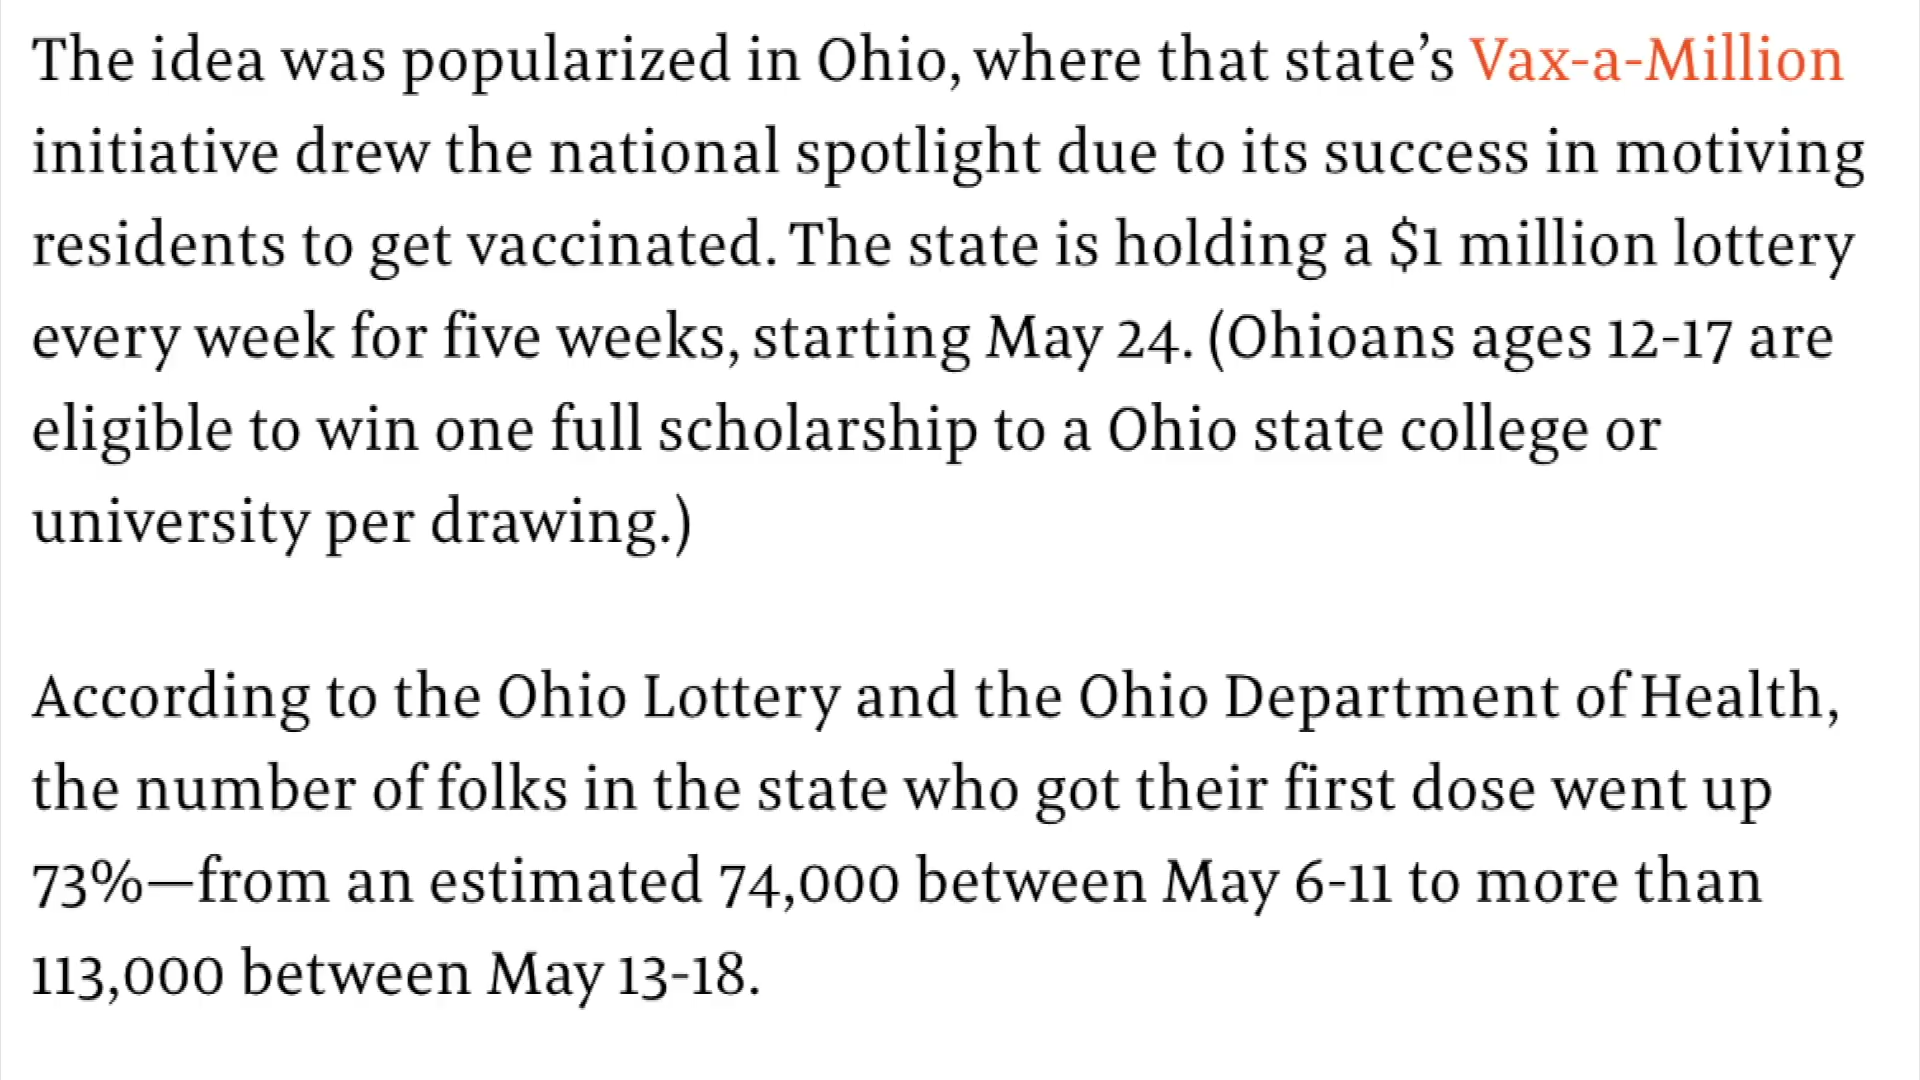 The idea was popularized in Ohio, where that state’s Vax-a-Million
initiative drew the national spotlight due to its success in motiving
residents to get vaccinated. The state is holding a $1 million lottery
every week for five weeks, starting May 24. (Ohioans ages 12-17 are
eligible to win one full scholarship to a Ohio state college or
university per drawing.)
According to the Ohio Lottery and the Ohio Department of Health,
the number of folks in the state who got their first dose went up
73%—from an estimated 74,000 between May 6-11 to more than
113,000 between May 13-18.